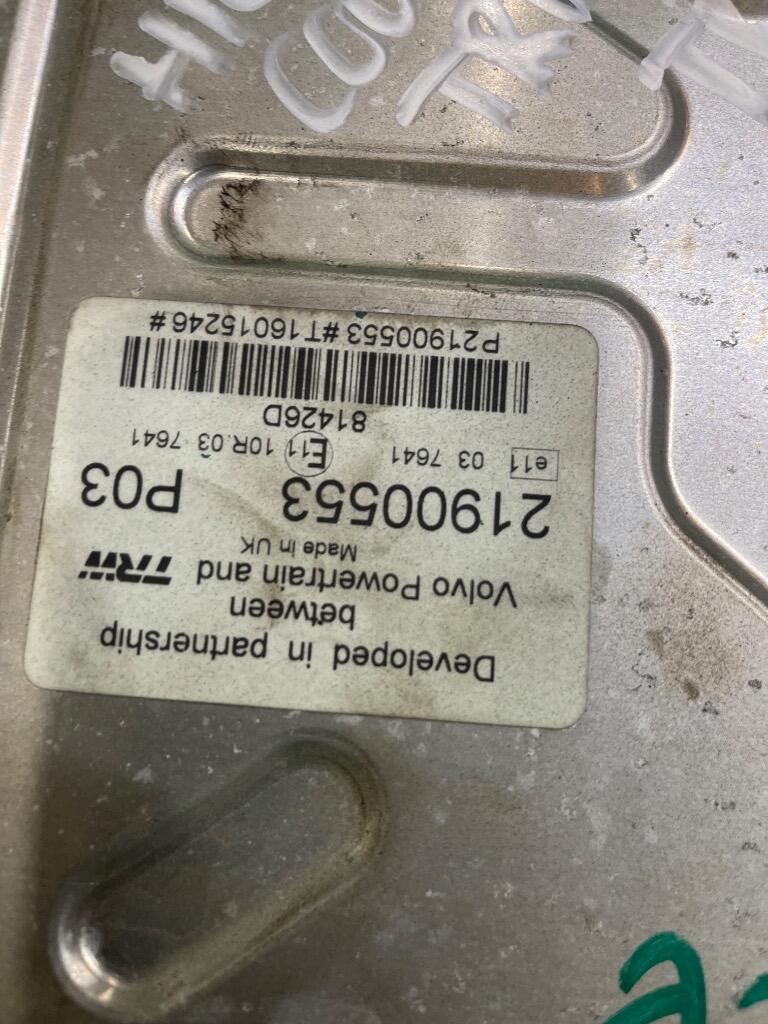 Developed in partnership
between
Volvo Powertrain and TRW
Made in UK
21900553 P03
e11 03 7641 E11 10R.03 7641
81426D
P21900553 #T16015246#